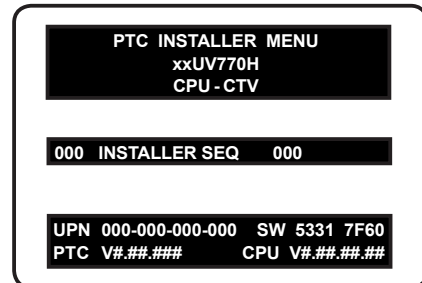 PTC INSTALLER MENU
xxUV770H
CPU - CTV
000 INSTALLER SEQ 000
UPN 000-000-000-000 SW 5331 7F60
PTC V#.##.### CPU V#.##.##.##